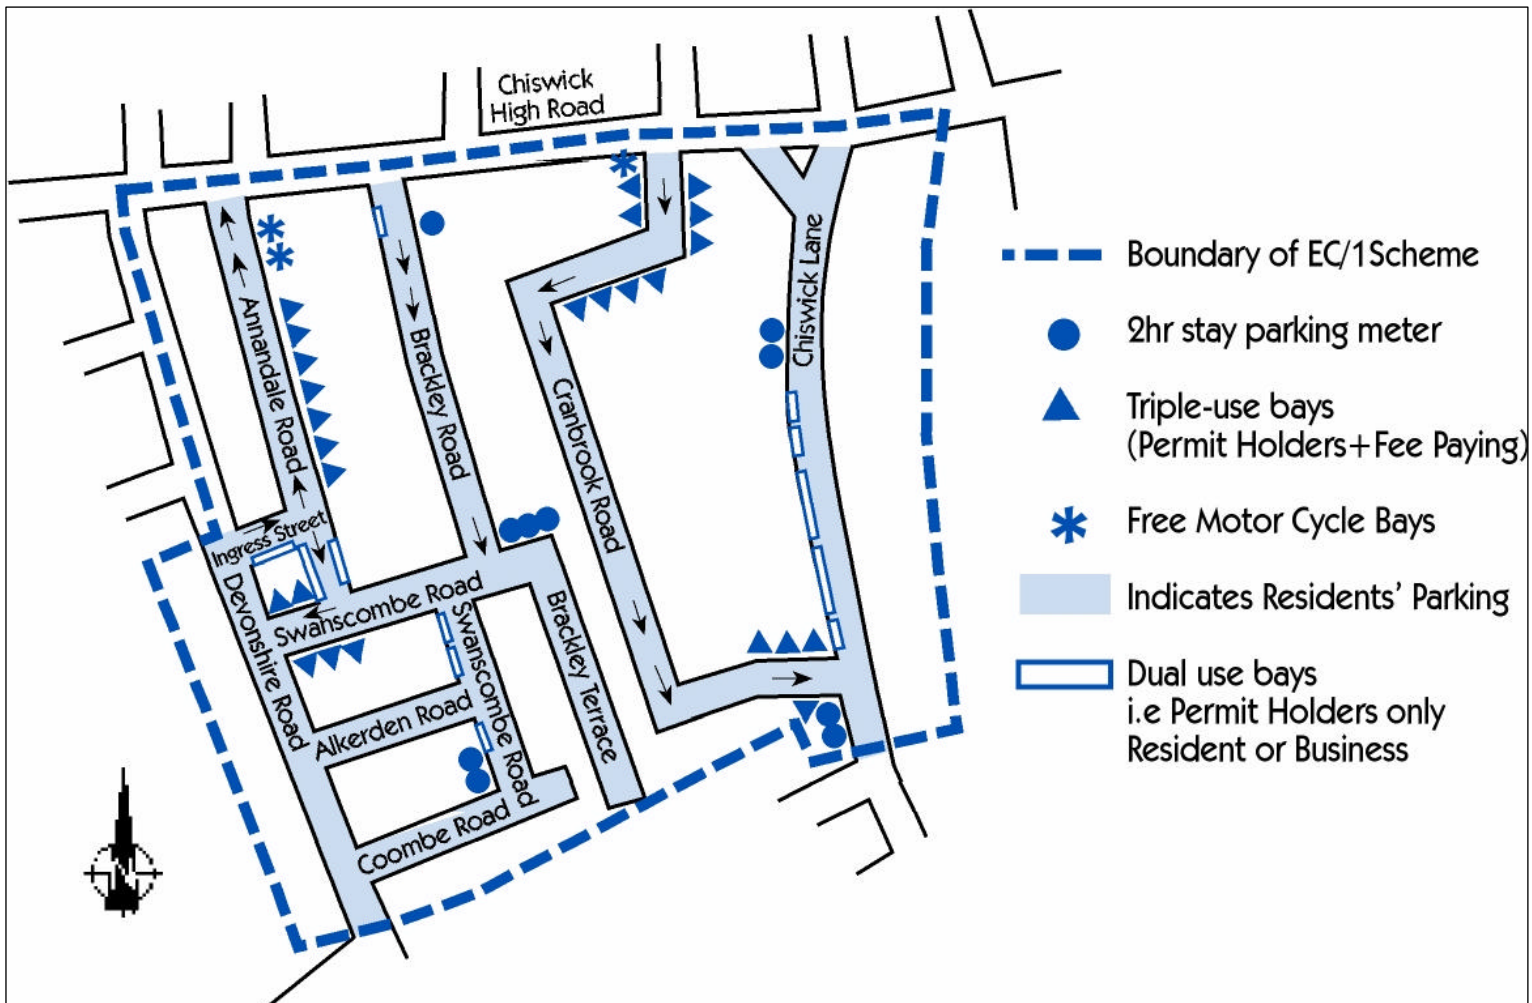 Chiswick
High Road
Annandale Road
Brackley Road
Cranbrook Road
Chiswick Lane
Ingress Street
Devonshire Road
Swanscombe Road
Swanscombe Road
Brackley Terrace
Alkerden Road
Coombe Road
N
Boundary of EC/1Scheme
2hr stay parking meter
Triple-use bays
(Permit Holders+Fee Paying)
Free Motor Cycle Bays
Indicates Residents' Parking
Dual use bays
i.e Permit Holders only
Resident or Business